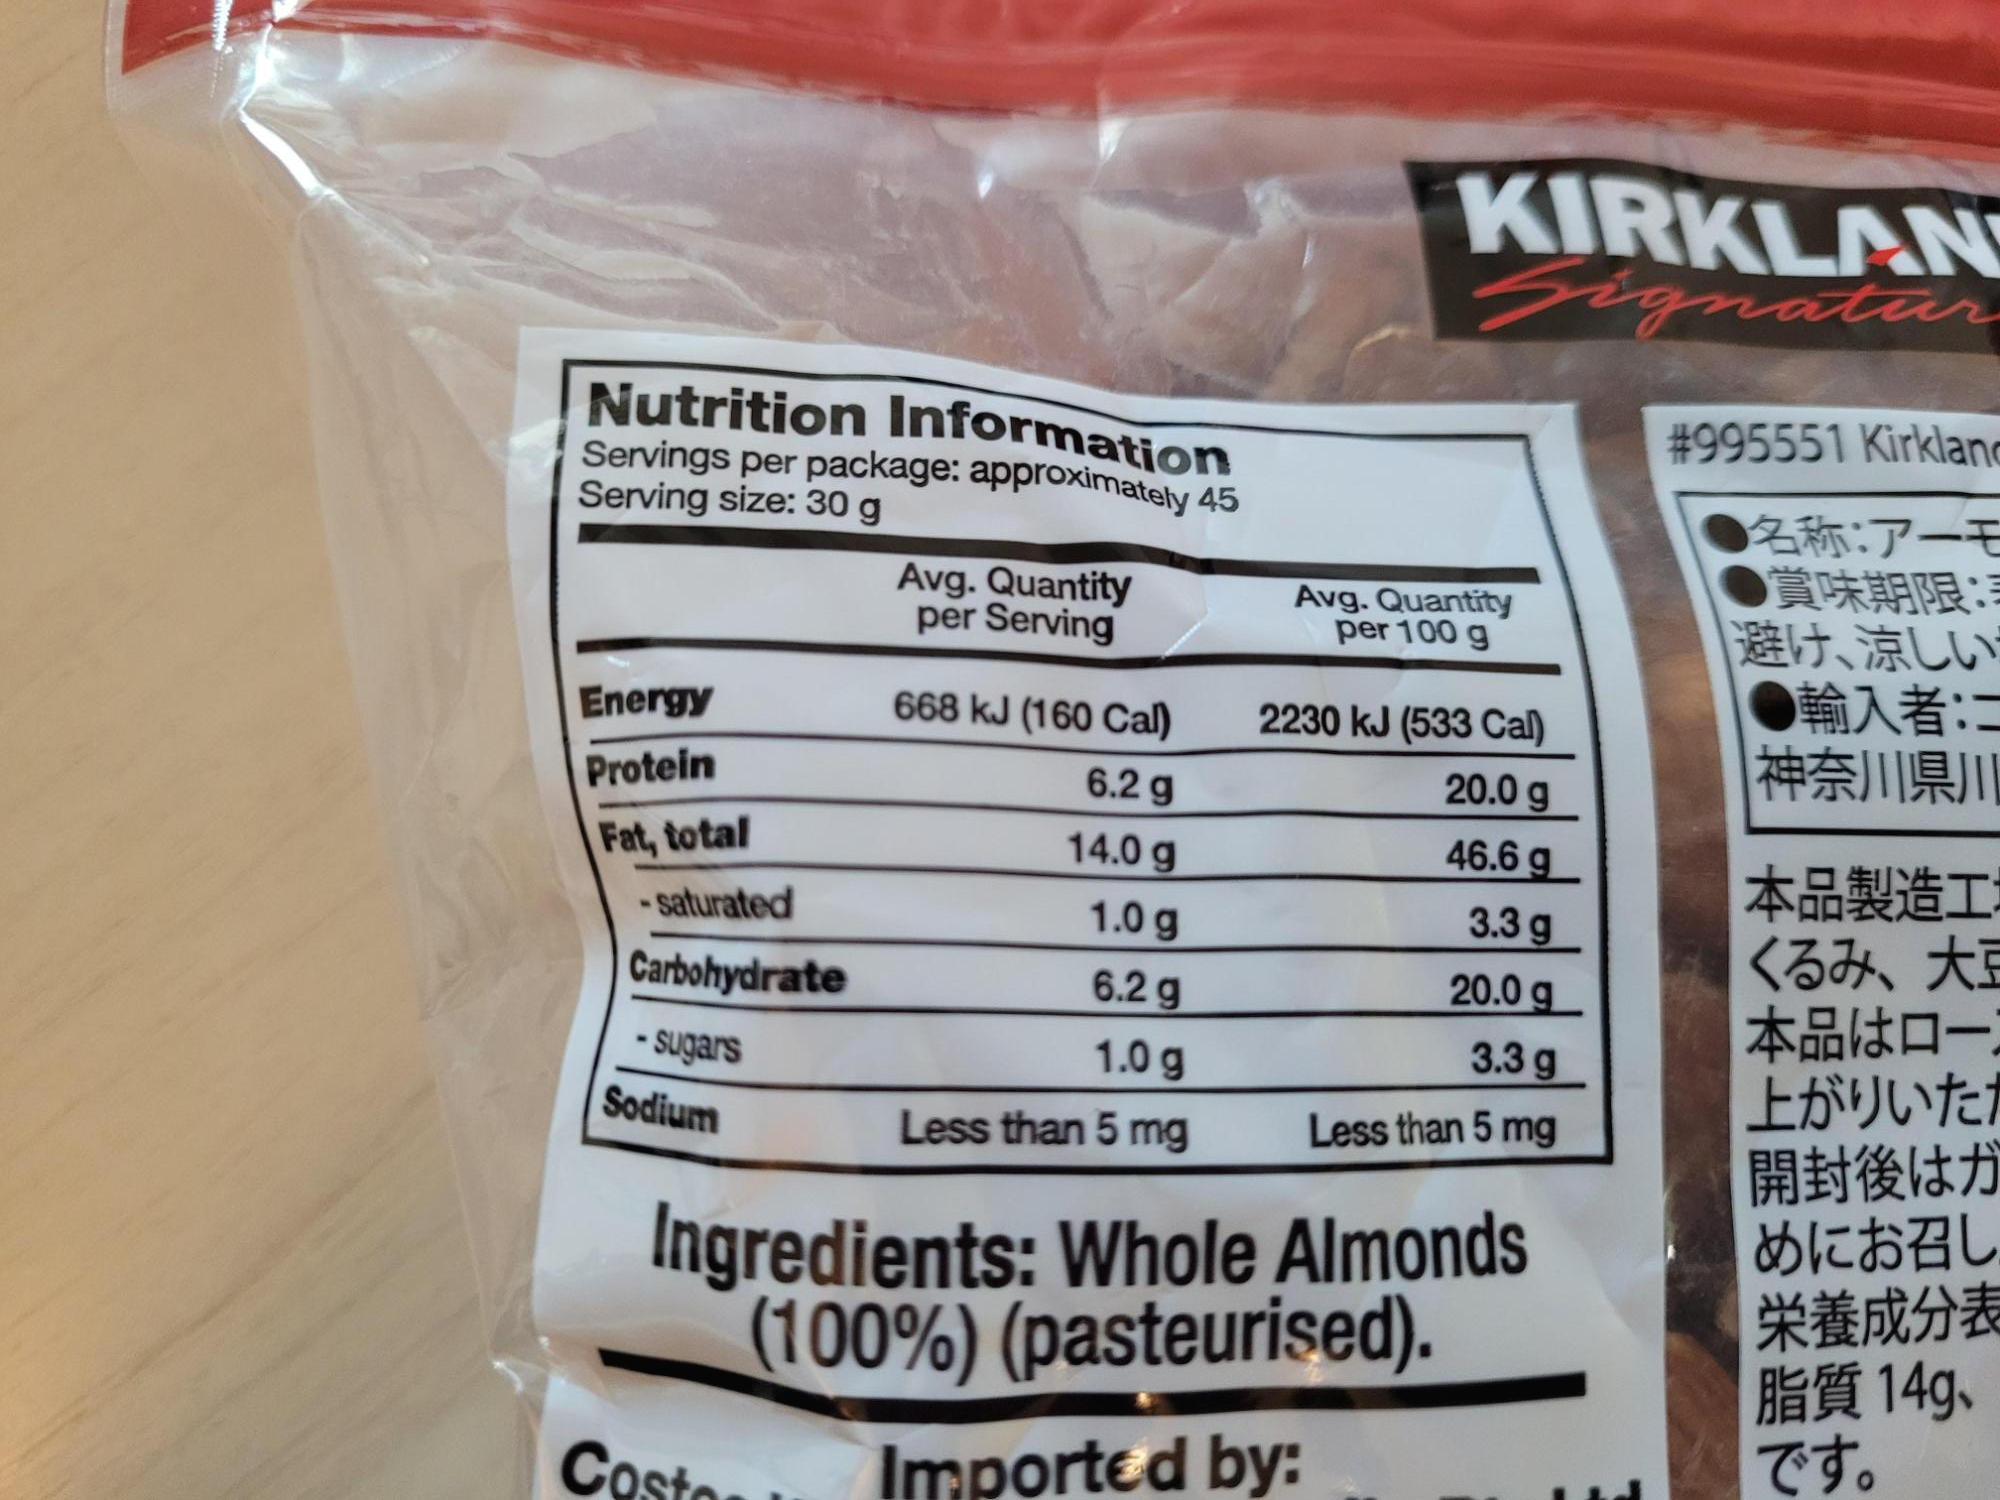 KIRKLAN
Signatur
Nutrition Information
Servings per package: approximately 45
Serving size: 30 g
Avg. Quantity per Serving Avg. Quantity per 100 g
Energy 668 kJ (160 Cal) 2230 kJ (533 Cal)
Protein 6.2 g 20.0 g
Fat, total 14.0 g 46.6 g
- saturated 1.0 g 3.3 g
Carbohydrate 6.2 g 20.0 g
- sugars 1.0 g 3.3 g
Sodium Less than 5 mg Less than 5 mg
Ingredients: Whole Almonds
(100%) (pasteurised).
Imported by:
#995551 Kirkland
●名称:アーモ
●賞味期限:
避け、涼しい
●輸入者:コ
神奈川県川
本品製造工
くるみ、大豆
本品はロー
上がりいた
開封後はガ
めにお召し
栄養成分表
脂質 14g、
です。